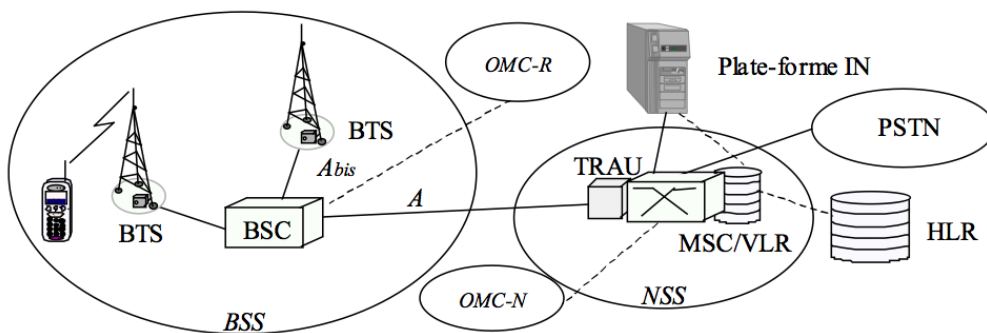 OMC-R
Plate-forme IN
BTS
PSTN
TRAU
Abis
A
BTS
BSC
MSC/VLR
HLR
OMC-N
NSS
BSS